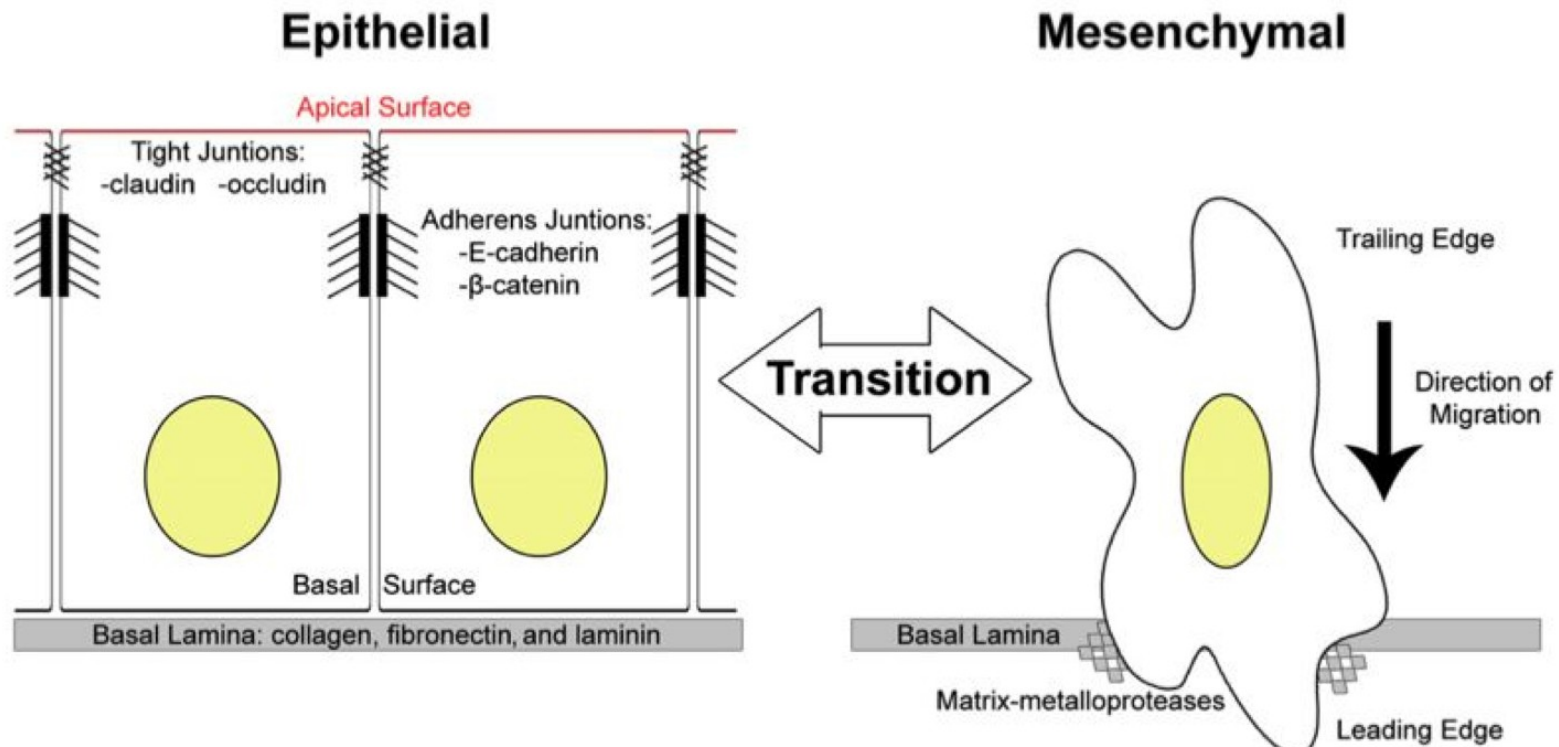 Epithelial
Apical Surface
Tight Juntions:
-claudin -occludin
Adherens Juntions:
-E-cadherin
-β-catenin
Basal Surface
Basal Lamina: collagen, fibronectin, and laminin
Transition
Mesenchymal
Trailing Edge
Direction of
Migration
Basal Lamina
Matrix-metalloproteases
Leading Edge